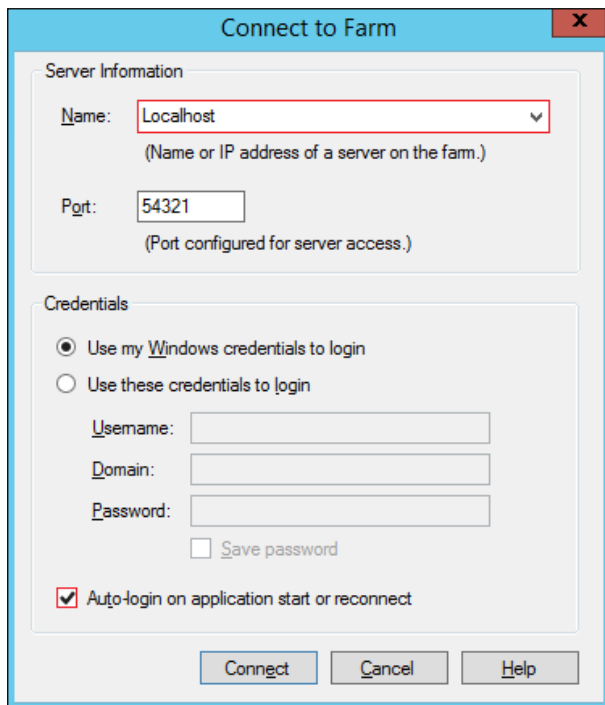 Connect to Farm
X
Server Information
Name: Localhost
(Name or IP address of a server on the farm.)
Port: 54321
(Port configured for server access.)
Credentials
Use my Windows credentials to login
Use these credentials to login
Username:
Domain:
Password:
Save password
Auto-login on application start or reconnect
Connect Cancel Help